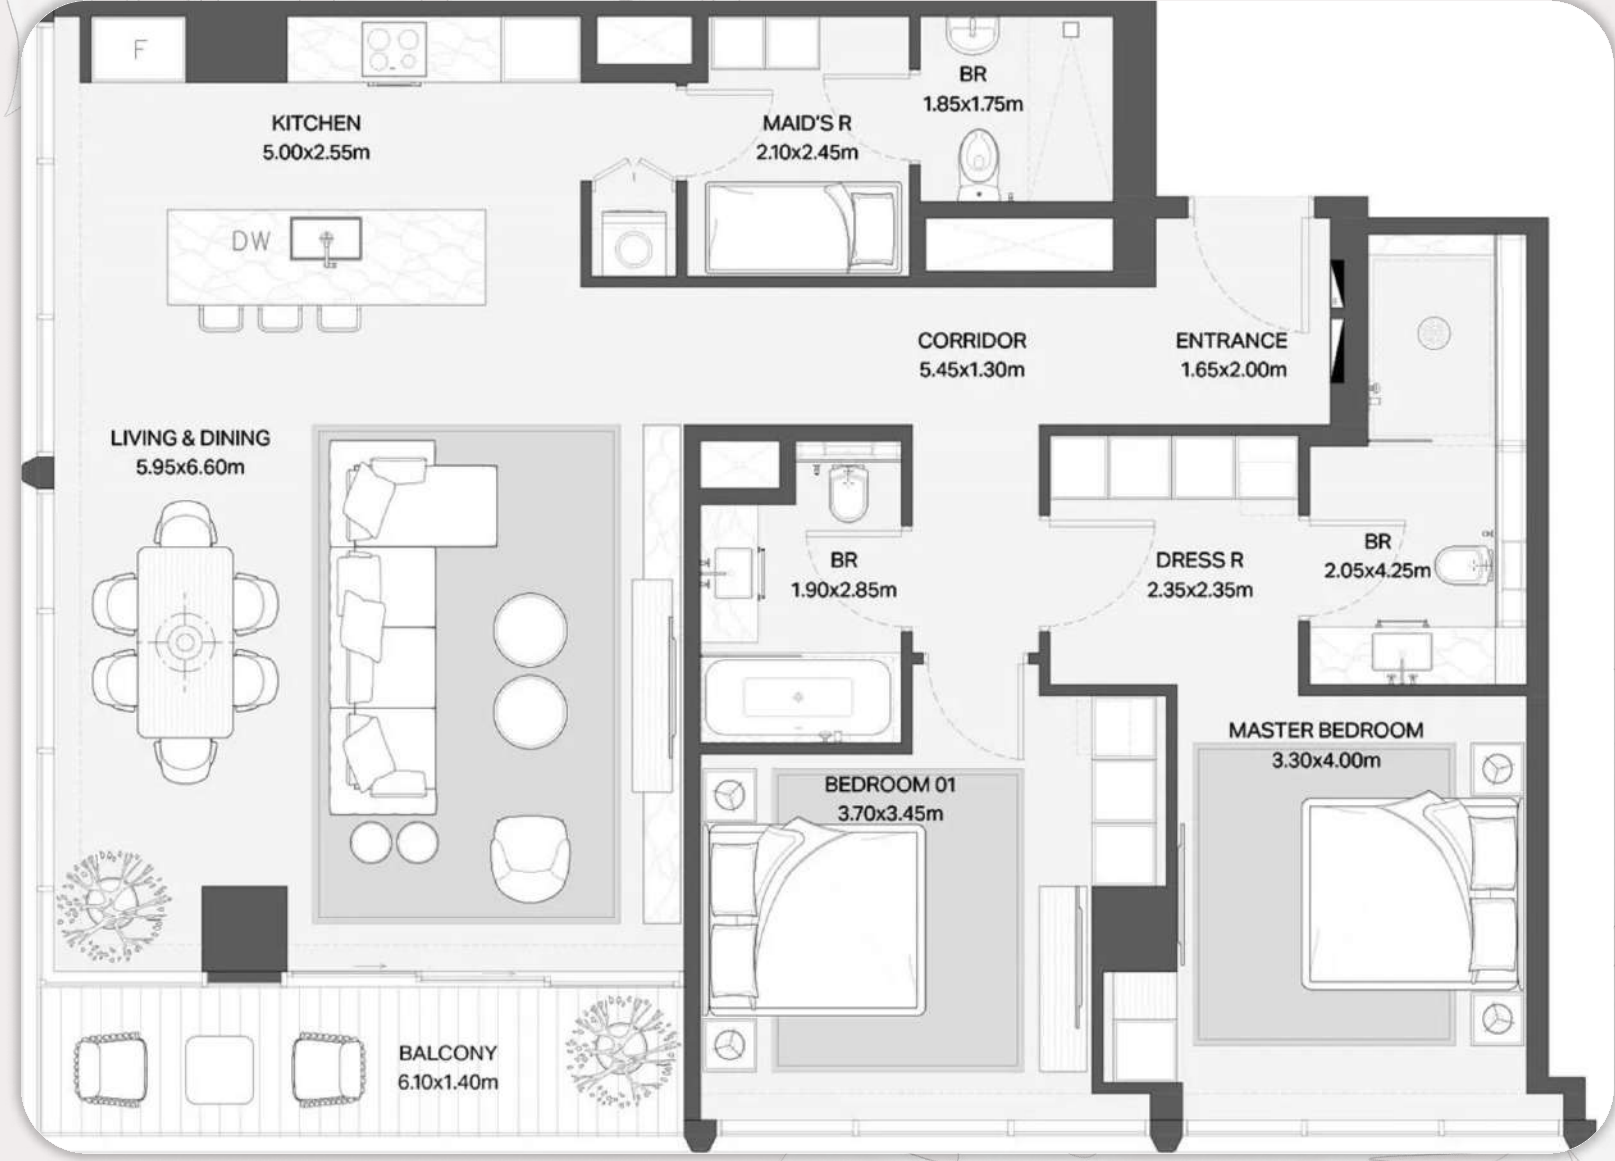 F
KITCHEN
5.00x2.55m
MAID'S R
2.10x2.45m
BR
1.85x1.75m
DW
CORRIDOR
5.45x1.30m
ENTRANCE
1.65x2.00m
LIVING & DINING
5.95x6.60m
BR
1.90x2.85m
DRESS R
2.35x2.35m
BR
2.05x4.25m
MASTER BEDROOM
3.30x4.00m
BEDROOM 01
3.70x3.45m
BALCONY
6.10x1.40m